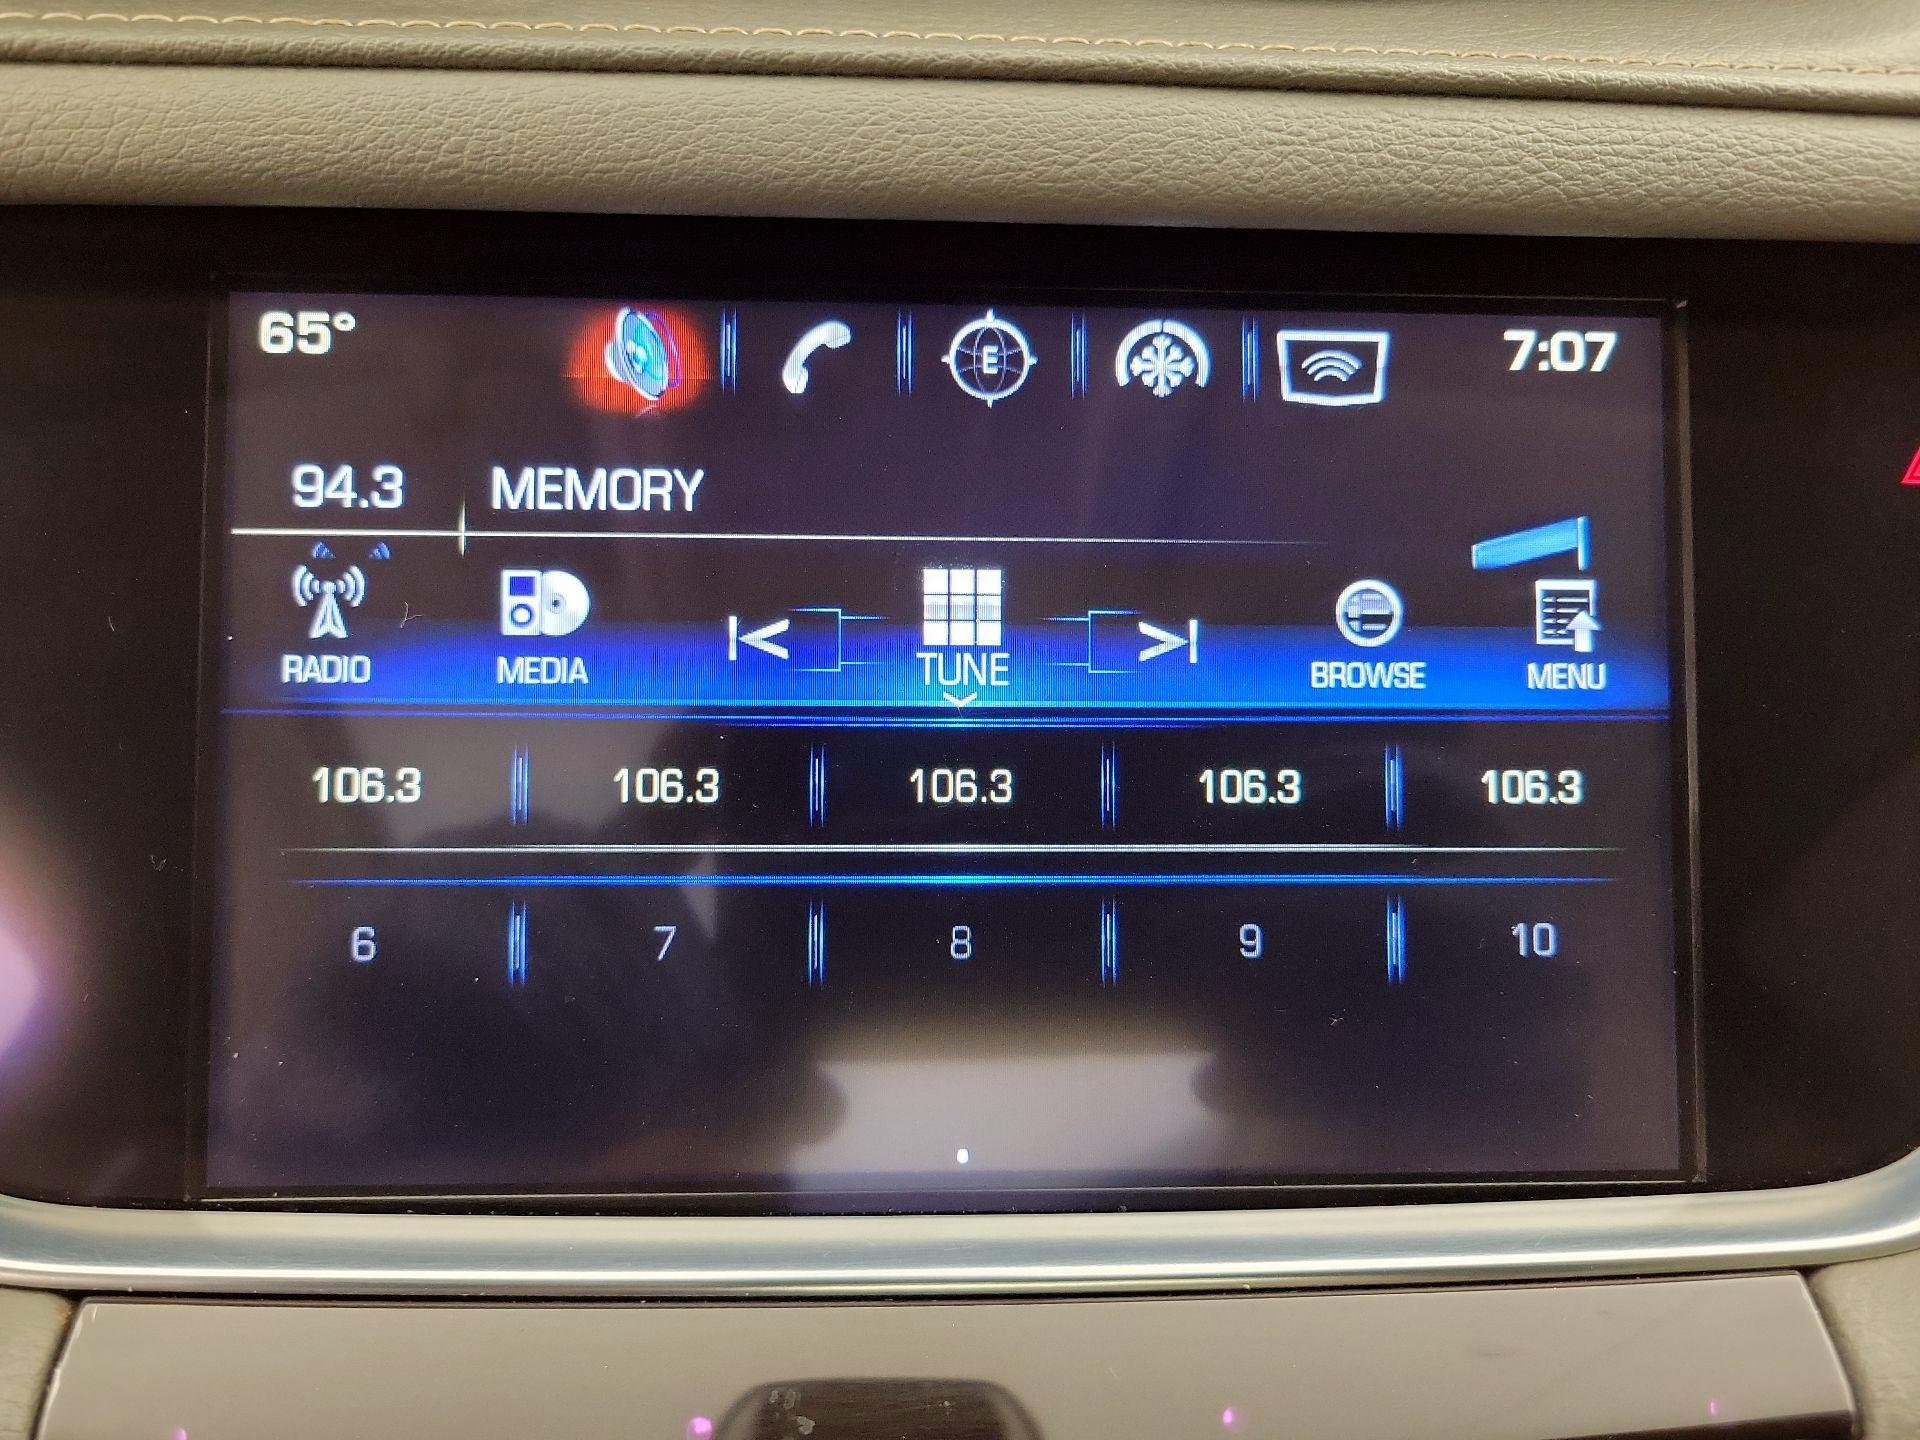 65° E 7:07
94.3 MEMORY
RADIO MEDIA TUNE BROWSE MENU
106.3 106.3 106.3 106.3 106.3
6 7 8 9 10